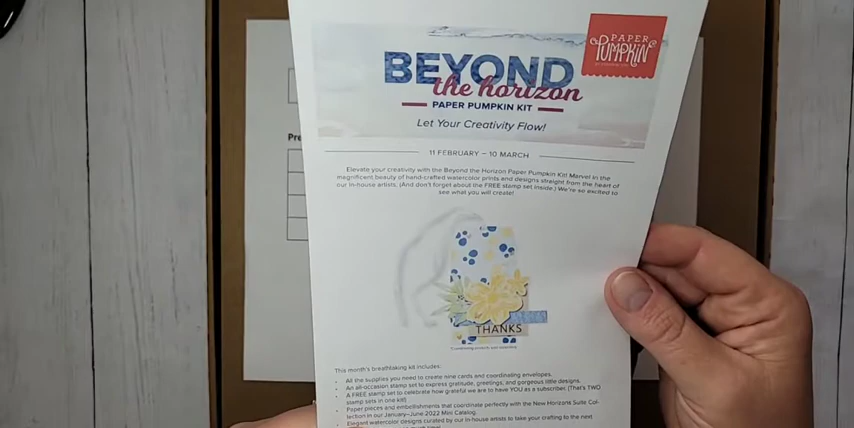 PAPER
PUMPKIN
BEYOND
the horizon
PAPER PUMPKIN KIT
Let Your Creativity Flow!
11 FEBRUARY – 10 MARCH
Pre
Elevate your creativity with the Beyond the Horizon Paper Pumpkin Kit! Marvel in the
magnificent beauty of hand-crafted watercolor prints and designs straight from the heart of
our in-house artists. (And don't forget about the FREE stamp set inside.) We're so excited to
see what you will create!
THANKS
This month's breathtaking kit includes:
• All the supplies you need to create nine cards and coordinating envelopes.
• An all-occasion stamp set to express gratitude, greetings, and gorgeous little designs.
• A FREE stamp set to celebrate how grateful we are to have YOU as a subscriber. (That's TWO
stamp sets in one kit!)
• Paper pieces and embellishments that coordinate perfectly with the New Horizons Suite Col-
lection in our January–June 2022 Mini Catalog.
• Elegant watercolor designs curated by our in-house artists to take your crafting to the next